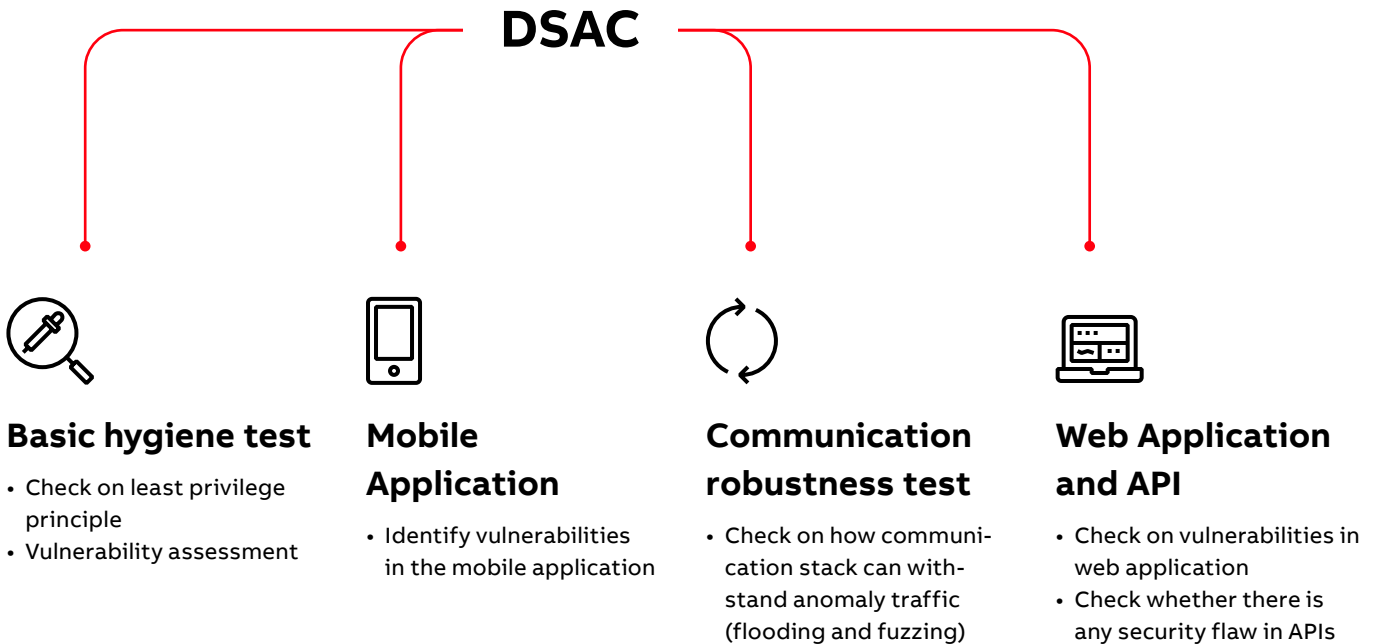 DSAC
Basic hygiene test
• Check on least privilege
principle
• Vulnerability assessment
Mobile
Application
• Identify vulnerabilities
in the mobile application
Communication
robustness test
• Check on how communi-
cation stack can with-
stand anomaly traffic
(flooding and fuzzing)
Web Application
and API
• Check on vulnerabilities in
web application
• Check whether there is
any security flaw in APIs